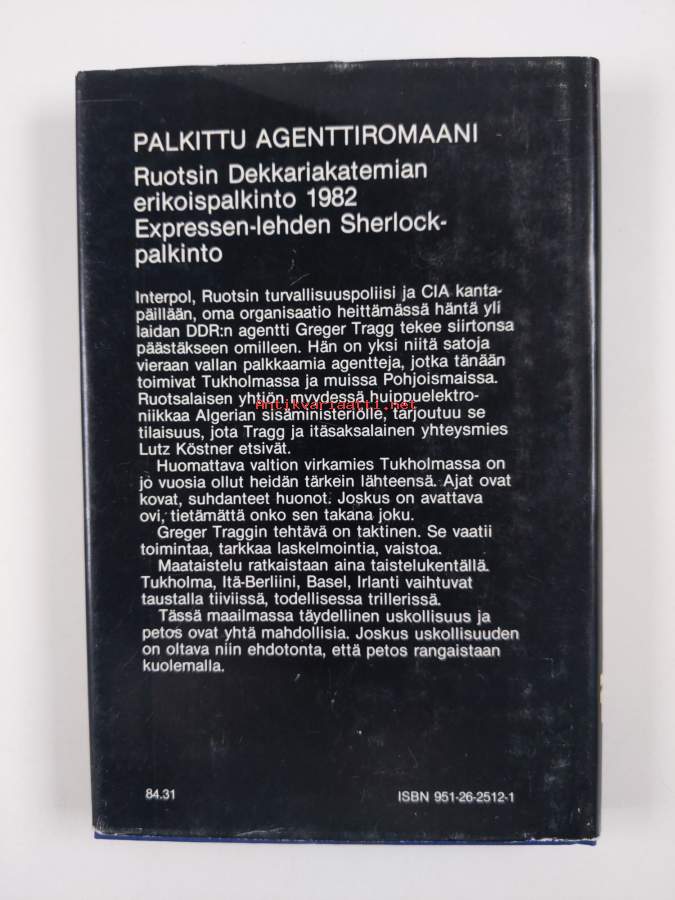 PALKITTU AGENTTIROMAANI
Ruotsin Dekkariakatemian
erikoispalkinto 1982
Expressen-lehden Sherlock-
palkinto
Interpol, Ruotsin turvallisuuspoliisi ja CIA kanta-
päillään, oma organisaatio heittämässä häntä yli
laidan DDR:n agentti Greger Tragg tekee siirtonsa
päästäkseen omilleen. Hän on yksi niitä satoja
vieraan vallan palkkaamia agentteja, jotka tänään
toimivat Tukholmassa ja muissa Pohjoismaissa.
Ruotsalaisen yhtiön myydessä huippuelektro-
niikkaa Algerian sisäministeriölle, tarjoutuu se
Antikvariaatti.net
tilaisuus, jota Tragg ja itäsaksalainen yhteysmies
Lutz Köstner etsivät.
Huomattava valtion virkamies Tukholmassa on
jo vuosia ollut heidän tärkein lähteensä. Ajat ovat
kovat, suhdanteet huonot. Joskus on avattava
ovi, tietämättä onko sen takana joku.
Greger Traggin tehtävä on taktinen. Se vaatii
toimintaa, tarkkaa laskelmointia, vaistoa.
Maataistelu ratkaistaan aina taistelukentällä.
Tukholma, Itä-Berliini, Basel, Irlanti vaihtuvat
taustalla tiiviissä, todellisessa trillerissä.
Tässä maailmassa täydellinen uskollisuus ja
petos ovat yhtä mahdollisia. Joskus uskollisuuden
on oltava niin ehdotonta, että petos rangaistaan
kuolemalla.
84.31
ISBN 951-26-2512-1